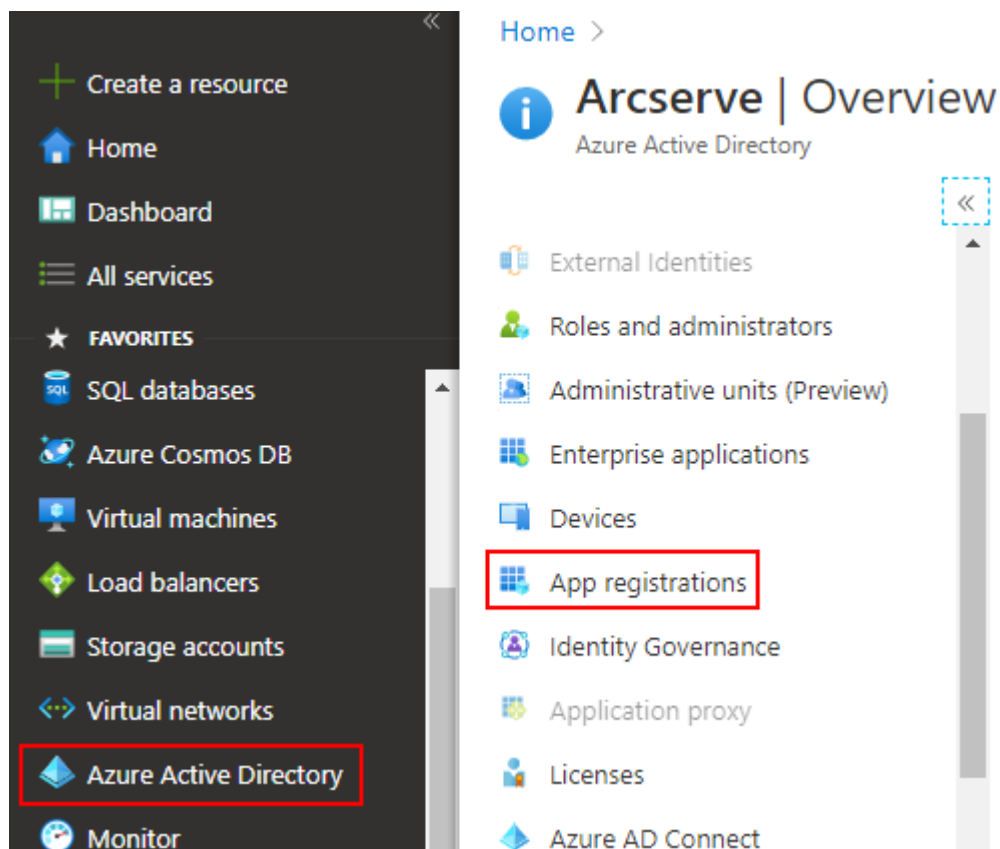 Create a resource
Home
Dashboard
All services
FAVORITES
SQL
SQL databases
Azure Cosmos DB
Virtual machines
Load balancers
Storage accounts
Virtual networks
Azure Active Directory
Monitor
Home >
Arcserve | Overview
Azure Active Directory
External Identities
Roles and administrators
Administrative units (Preview)
Enterprise applications
Devices
App registrations
Identity Governance
Application proxy
Licenses
Azure AD Connect